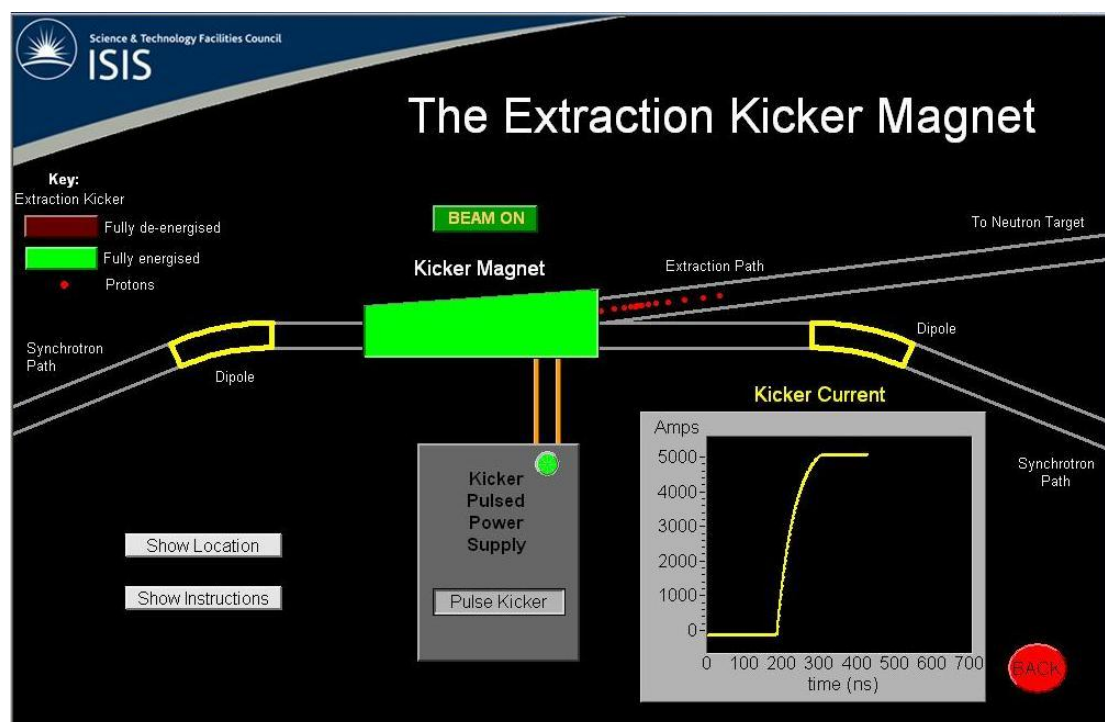 Science & Technology Facilities Council
ISIS
The Extraction Kicker Magnet
Key:
Extraction Kicker
Fully de-energised
Fully energised
Protons
BEAM ON
Kicker Magnet
To Neutron Target
Extraction Path
Synchrotron
Path
Dipole
Dipole
Kicker Current
Amps
5000
4000
3000
2000
1000
0
0 100 200 300 400 500 600 700
time (ns)
Synchrotron
Path
Kicker
Pulsed
Power
Supply
Pulse Kicker
Show Location
Show Instructions
BACK